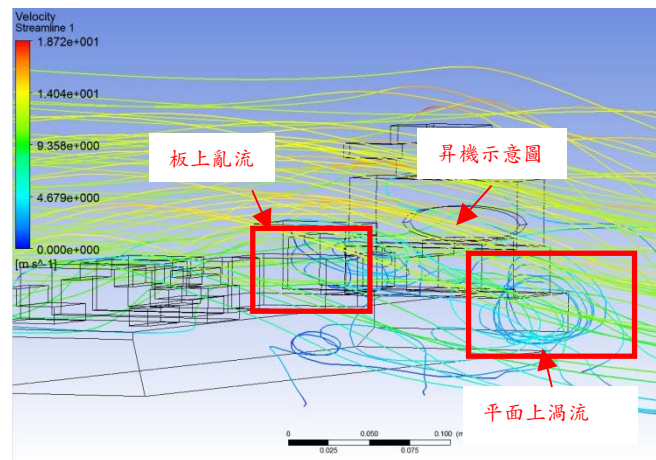 Velocity
Streamline 1
1.872e+001
1.404e+001
9.358e+000
4.679e+000
0.000e+000
[m s^-1]
板上亂流
昇機示意圖
平面上渦流
0
0.050
0.100
(m
0.025
0.075